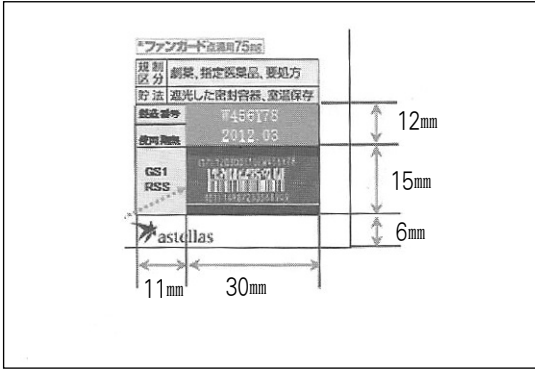 *ファンガード点滴用75mg
規制区分 劇薬、指定医薬品、要処方
貯法 遮光した密封容器、室温保存
製造番号 W456178
使用期限 2012.03
GS1
RSS
astellas
12mm
15mm
6mm
11mm
30mm